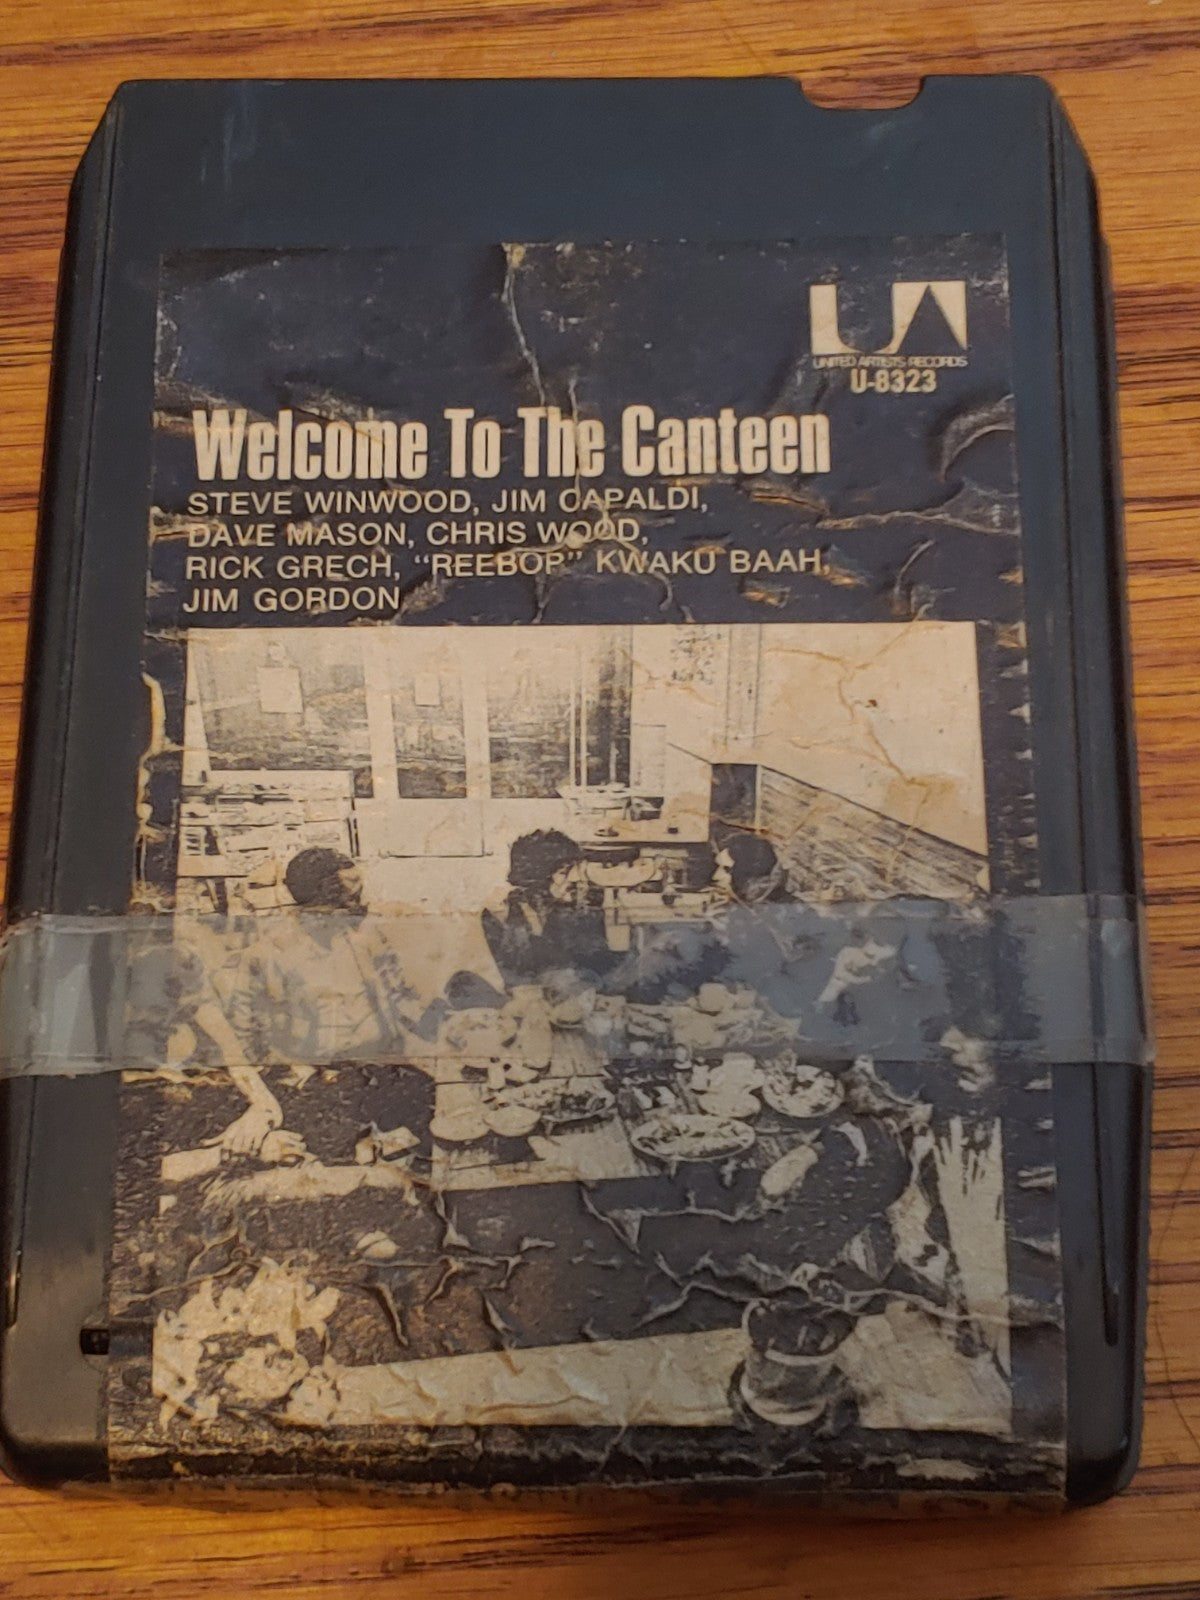 UA
UNITED ARTISTS RECORDS
U-8323
Welcome To The Canteen
STEVE WINWOOD, JIM CAPALDI,
DAVE MASON, CHRIS WOOD,
RICK GRECH, “REEBOP” KWAKU BAAH,
JIM GORDON